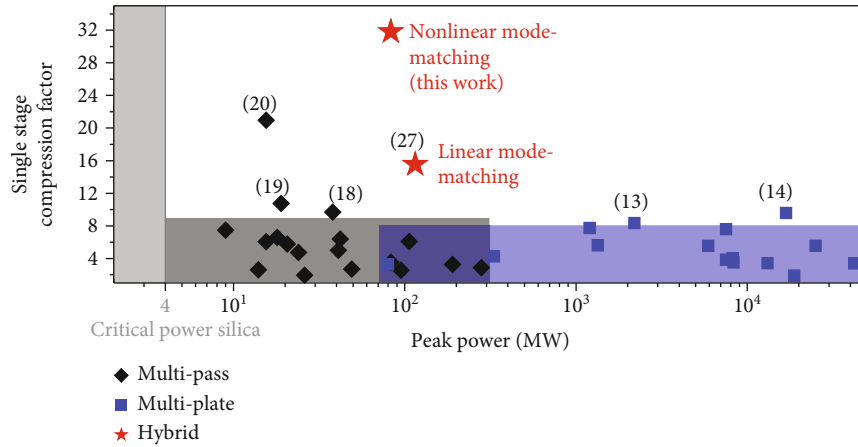 Single stage
compression factor
32
28
24
20
16
12
8
4
(20)
(19)
(18)
(27)
(13)
(14)
Nonlinear mode-
matching
(this work)
Linear mode-
matching
4
10¹
10²
10³
10⁴
Critical power silica
Peak power (MW)
Multi-pass
Multi-plate
Hybrid